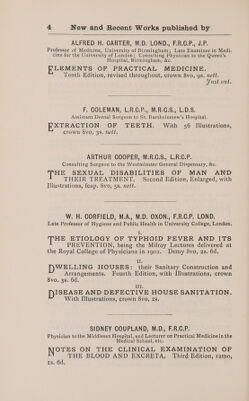 4 New and Recent Works published by
ALFRED H. CARTER, M.D. LOND., F.R.C.P., J.P.
Professor of Medicine, University of Birmingham; Late Examiner in Medi-
cine for the University of London; Consulting Physician to the Queen's
Hospital, Birmingham, &c.
ELEMENTS OF PRACTICAL MEDICINE.
Tenth Edition, revised throughout, crown 8vo, 9s. nett.
Just out.
F. COLEMAN, L.R.C.P., M.R.C.S., L.D.S.
Assistant Dental Surgeon to St. Bartholomew's Hospital.
EXTRACTION OF TEETH. With 56 Illustrations,
crown 8vo, 3s. nett.
ARTHUR COOPER, M.R.C.S., L.R.C.P.
Consulting Surgeon to the Westminster General Dispensary, &c.
THE SEXUAL DISABILITIES OF MAN AND
THEIR TREATMENT. Second Edition, Enlarged, with
Illustrations, fcap. 8vo, 5s. nett.
W. H. CORFIELD, M.A., M.D. OXON., F.R.C.P. LOND.
Late Professor of Hygiene and Public Health in University College, London.
I.
THE ETIOLOGY OF TYPHOID FEVER AND ITS
PREVENTION, being the Milroy Lectures delivered at
the Royal College of Physicians in 1902. Demy 8vo, 2s. 6d.
II.
DWELLING HOUSES: their Sanitary Construction and
Arrangements. Fourth Edition, with Illustrations, crown
8vo. 3s. 6d.
III.
DISEASE AND DEFECTIVE HOUSE SANITATION.
With Illustrations, crown 8vo, 2s.
SIDNEY COUPLAND, M.D., F.R.C.P.
Physician to the Middlesex Hospital, and Lecturer on Practical Medicine in the
Medical School, etc.
NOTES ON THE CLINICAL EXAMINATION OF
THE BLOOD AND EXCRETA. Third Edition, 12mo,
1s. 6d.